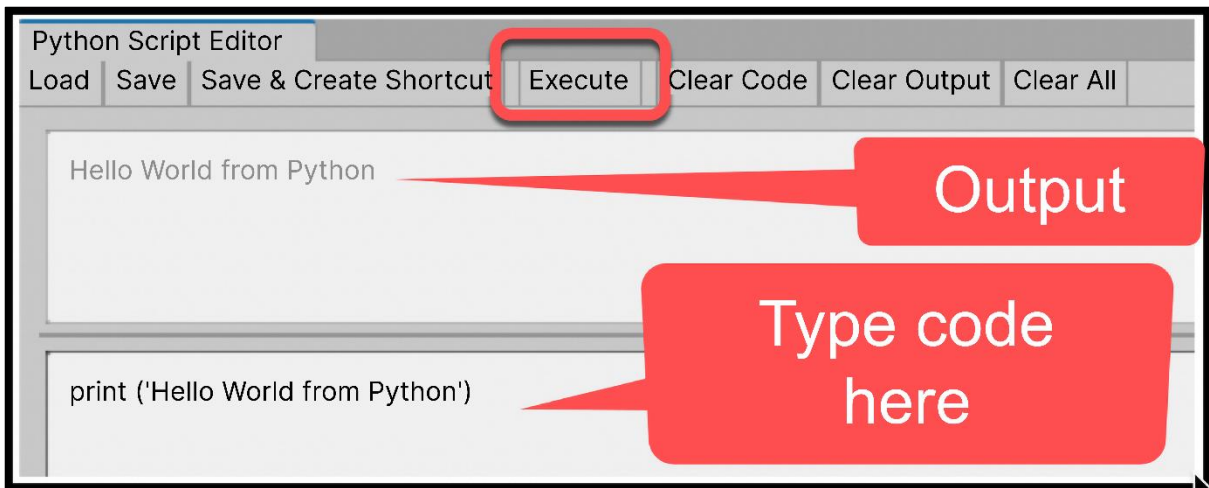 Python Script Editor
Load Save Save & Create Shortcut Execute Clear Code Clear Output Clear All
Hello World from Python
Output
Type code
here
print ('Hello World from Python')